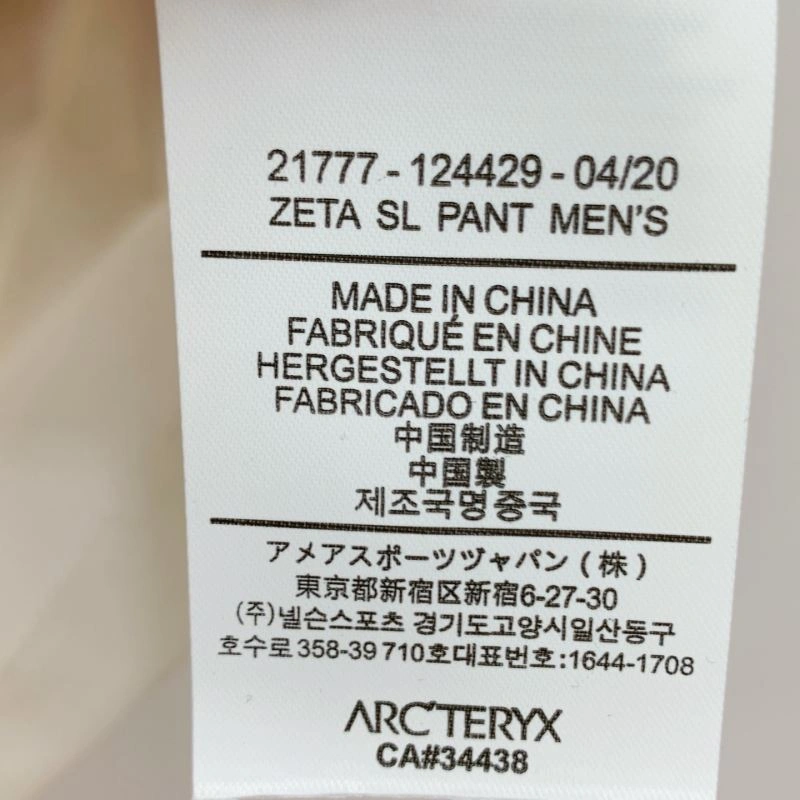 21777 - 124429 - 04/20
ZETA SL PANT MEN'S
MADE IN CHINA
FABRIQUÉ EN CHINE
HERGESTELLT IN CHINA
FABRICADO EN CHINA
中国制造
中国製
제조국명 중국
アメアスポーツヅャパン (株)
東京都新宿区新宿6-27-30
(주)넬슨스포츠 경기도고양시일산동구
호수로 358-39 710호대표번호:1644-1708
ARC'TERYX
CA#34438